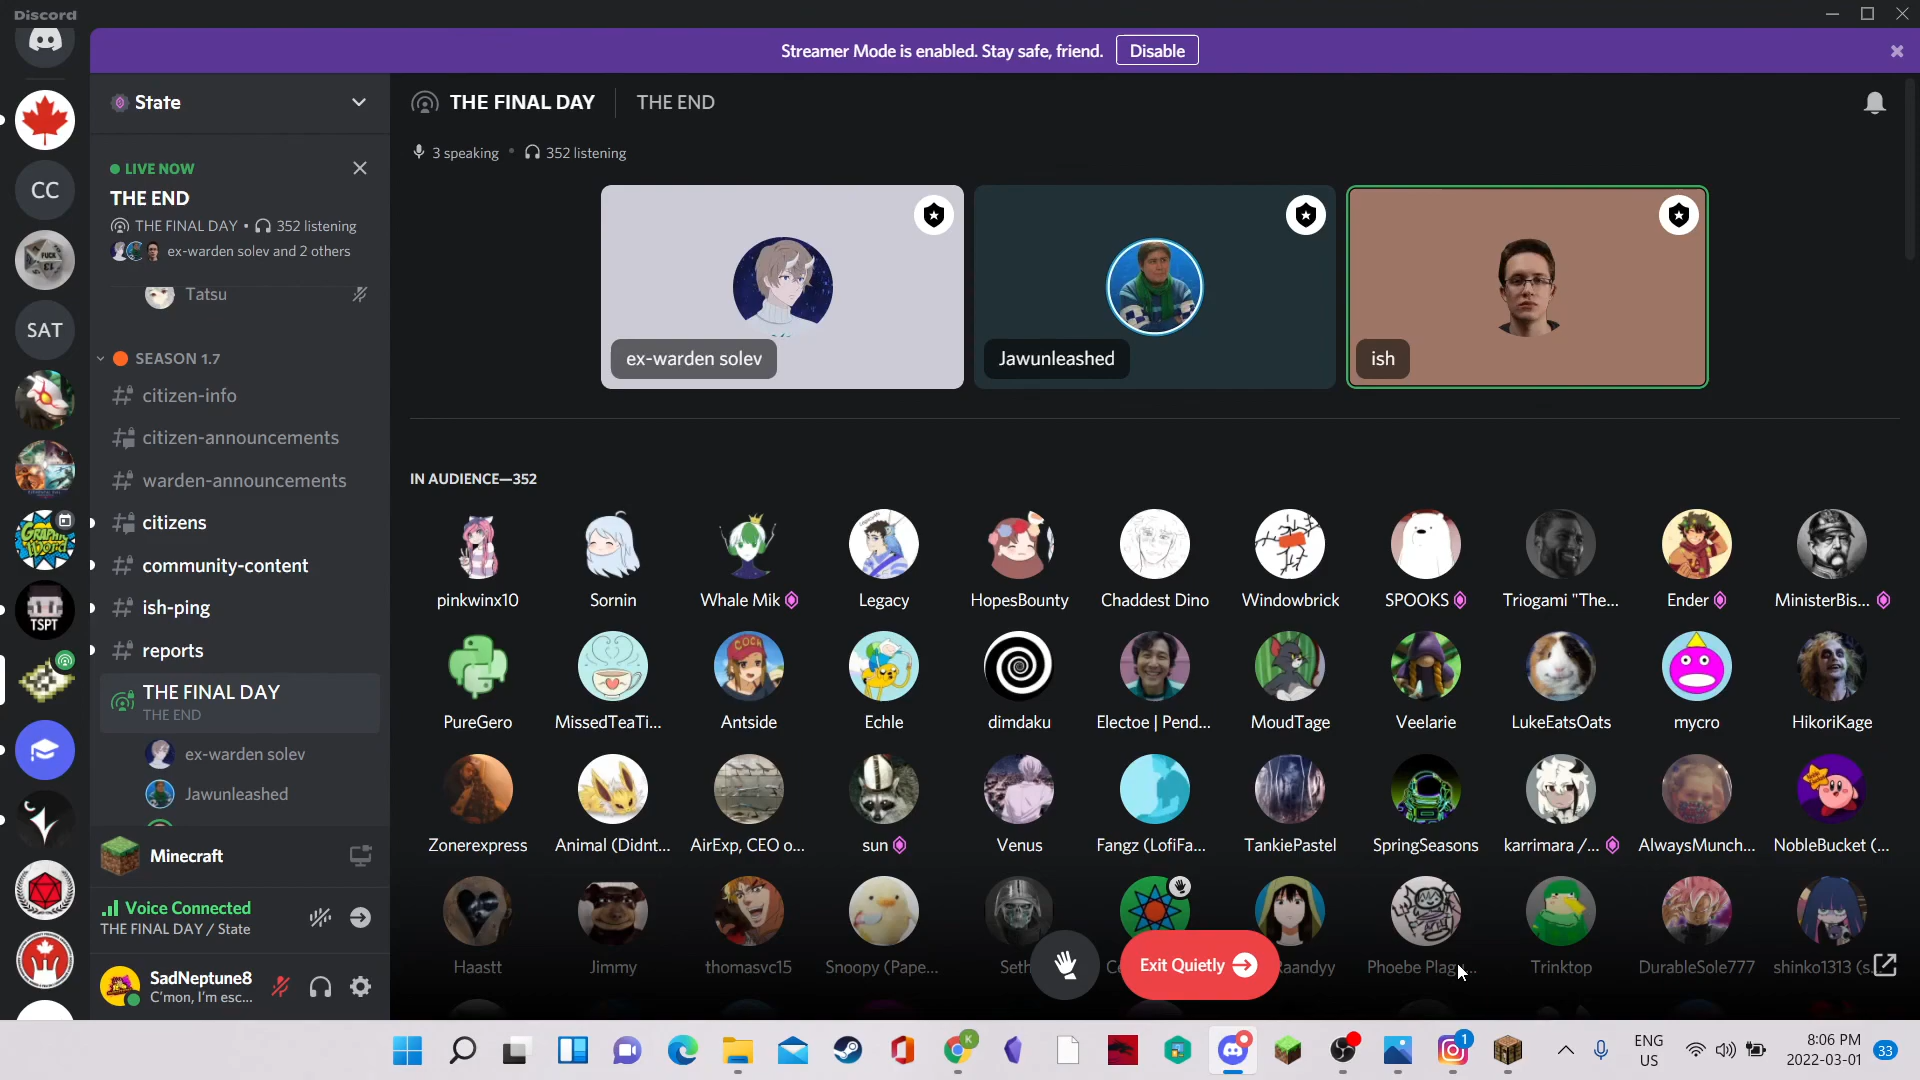 Discord
Streamer Mode is enabled. Stay safe, friend.
Disable
State
LIVE NOW
THE END
THE FINAL DAY • 352 listening
ex-warden solev and 2 others
Tatsu
SEASON 1.7
citizen-info
citizen-announcements
warden-announcements
citizens
community-content
ish-ping
reports
THE FINAL DAY
THE END
ex-warden solev
Jawunleashed
Minecraft
Voice Connected
THE FINAL DAY / State
SadNeptune8
C'mon, I'm esc...
CC
SAT
TSPT
THE FINAL DAY
THE END
3 speaking • 352 listening
ex-warden solev
Jawunleashed
ish
IN AUDIENCE—352
pinkwinx10 Sornin Whale Mik Legacy HopesBounty Chaddest Dino Windowbrick SPOOKS Triogami "The... Ender MinisterBis...
PureGero MissedTeaTi... Antside Echle dimdaku Electoe | Pend... MoudTage Veelarie LukeEatsOats mycro HikoriKage
Zonerexpress Animal (Didnt... AirExp, CEO o... sun Venus Fangz (LofiFa... TankiePastel SpringSeasons karrimara /... AlwaysMunch... NobleBucket (...
Haastt Jimmy thomasvc15 Snoopy (Pape... Seth Phoebe Plag... Trinktop DurableSole777 shinko1313 (s...
Exit Quietly
ENG
US
8:06 PM
2022-03-01
33